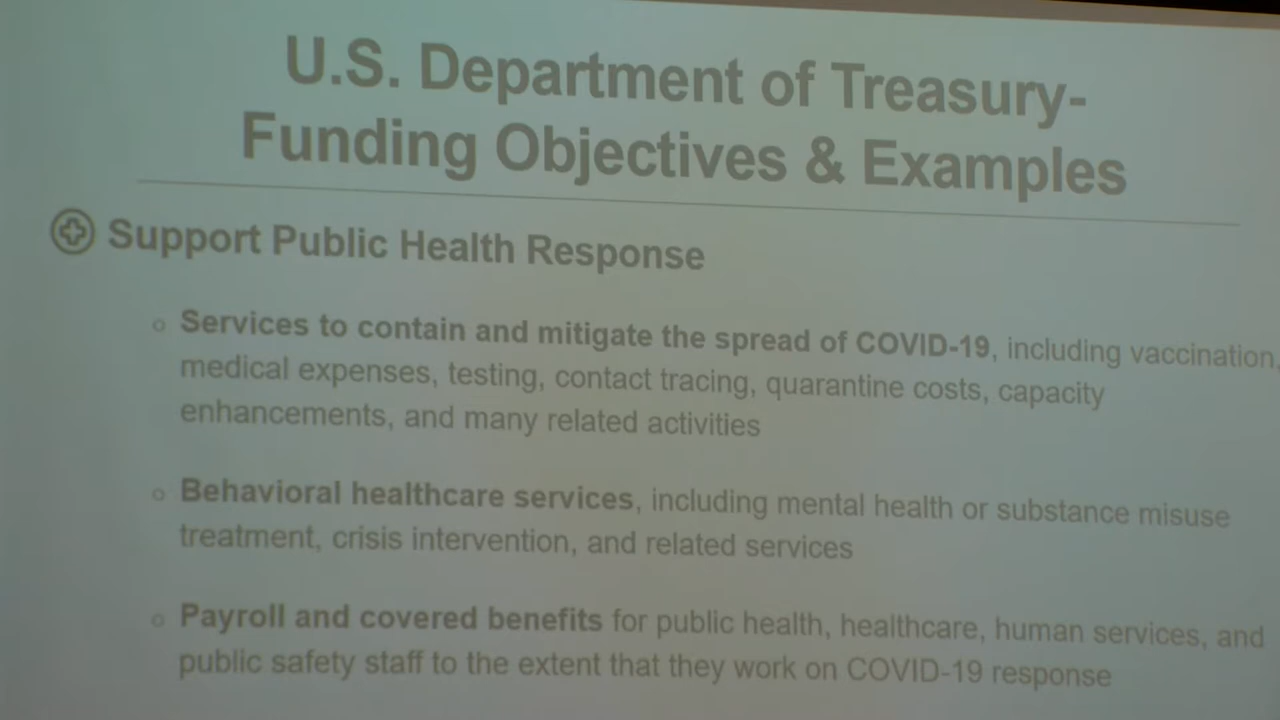 U.S. Department of Treasury-
Funding Objectives & Examples
Support Public Health Response
o Services to contain and mitigate the spread of COVID-19, including vaccination,
medical expenses, testing, contact tracing, quarantine costs, capacity
enhancements, and many related activities
o Behavioral healthcare services, including mental health or substance misuse
treatment, crisis intervention, and related services
o Payroll and covered benefits for public health, healthcare, human services, and
public safety staff to the extent that they work on COVID-19 response